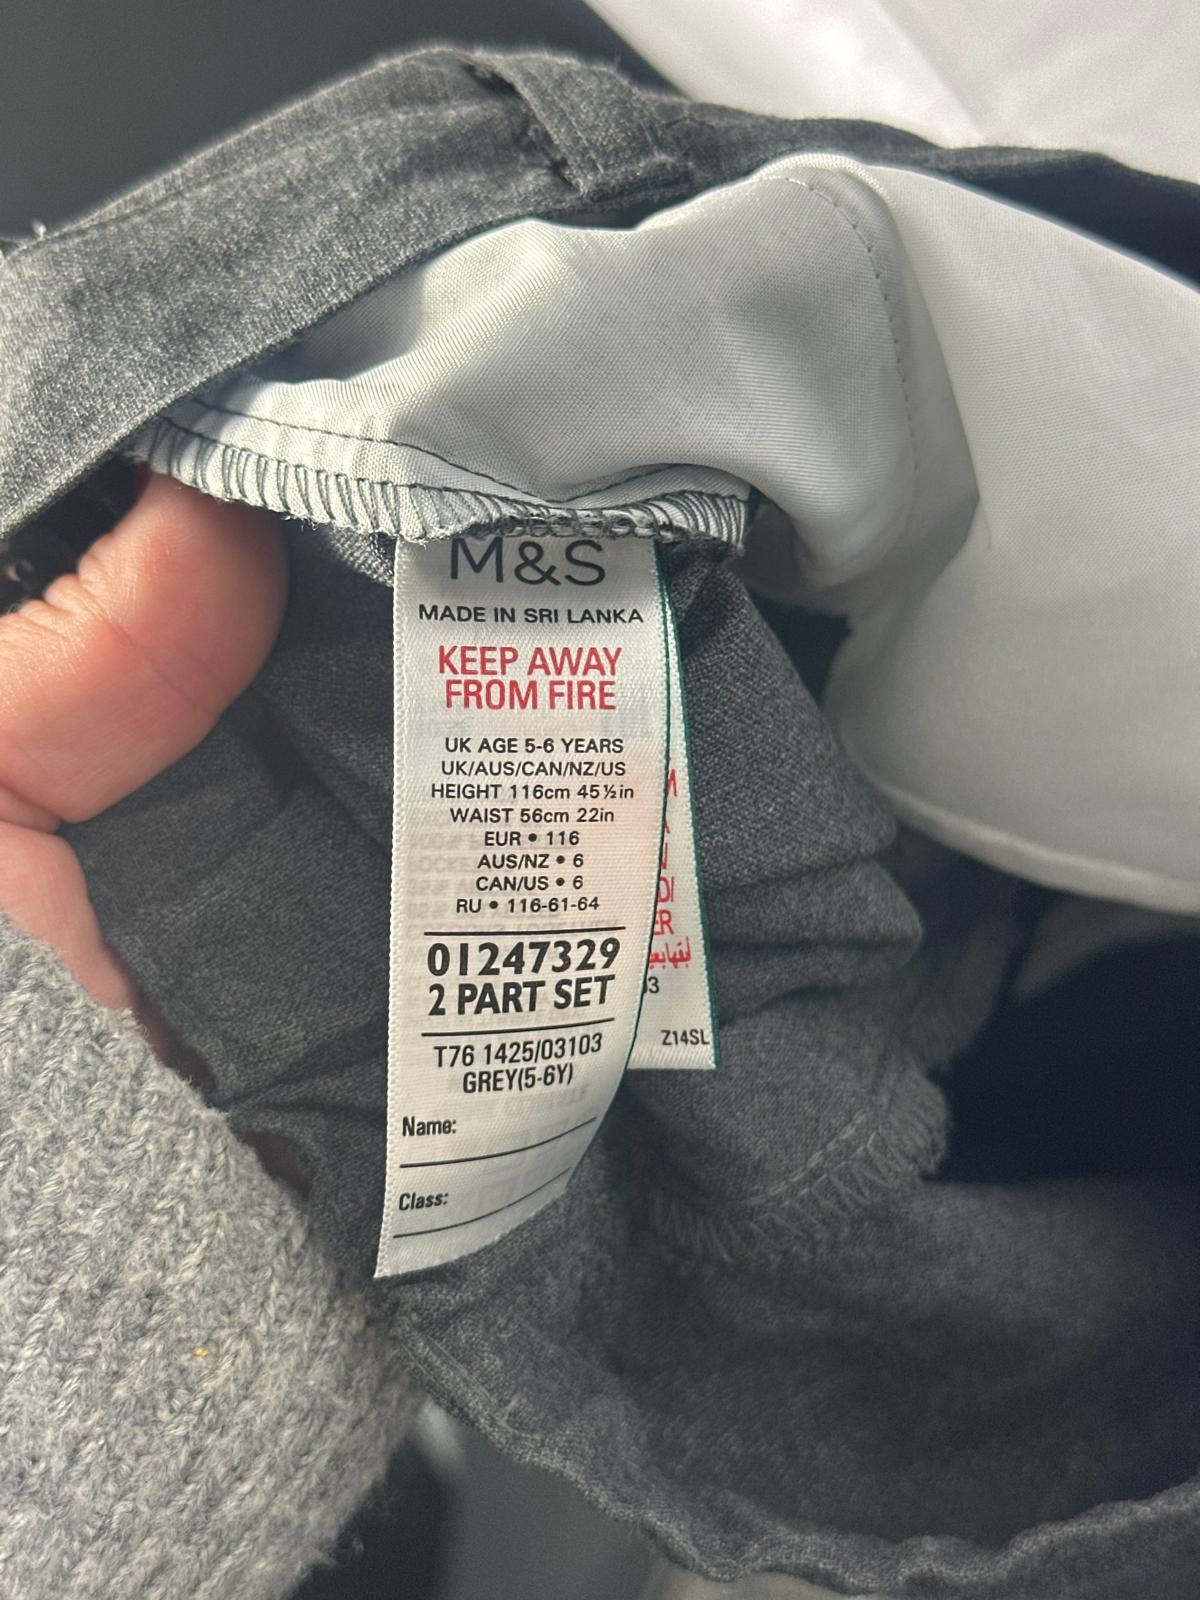 M&S
MADE IN SRI LANKA
KEEP AWAY
FROM FIRE
UK AGE 5-6 YEARS
UK/AUS/CAN/NZ/US
HEIGHT 116cm 45½in
WAIST 56cm 22in
EUR • 116
AUS/NZ • 6
CAN/US • 6
RU • 116-61-64
01247329
2 PART SET
T76 1425/03103
GREY(5-6Y)
Name:
Class:
ER
3
Z14SL